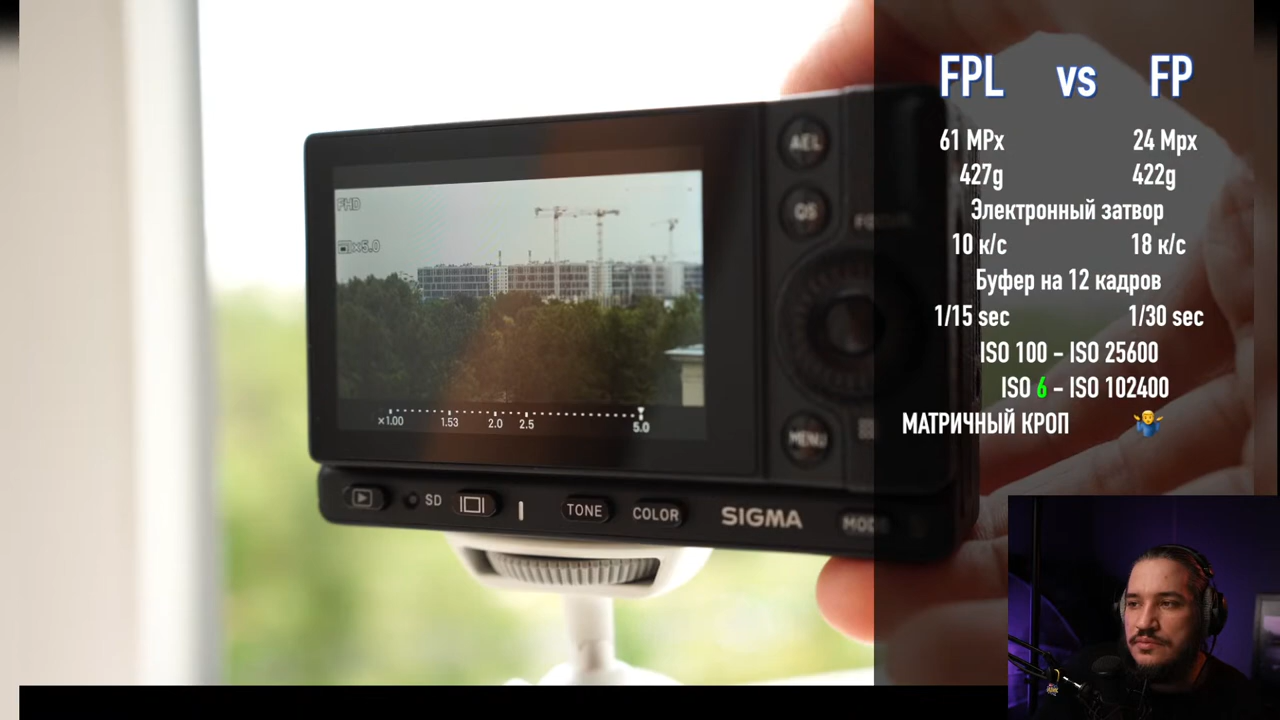 FPL vs FP
61 MPx 24 Mpx
427g 422g
Электронный затвор
10 к/с 18 к/с
Буфер на 12 кадров
1/15 sec 1/30 sec
ISO 100 - ISO 25600
ISO 6 - ISO 102400
МАТРИЧНЫЙ КРОП
AEL
QS
FHD
x5.0
×1.00 1.53 2.0 2.5 5.0
MENU
SD
TONE
COLOR
SIGMA
MODE